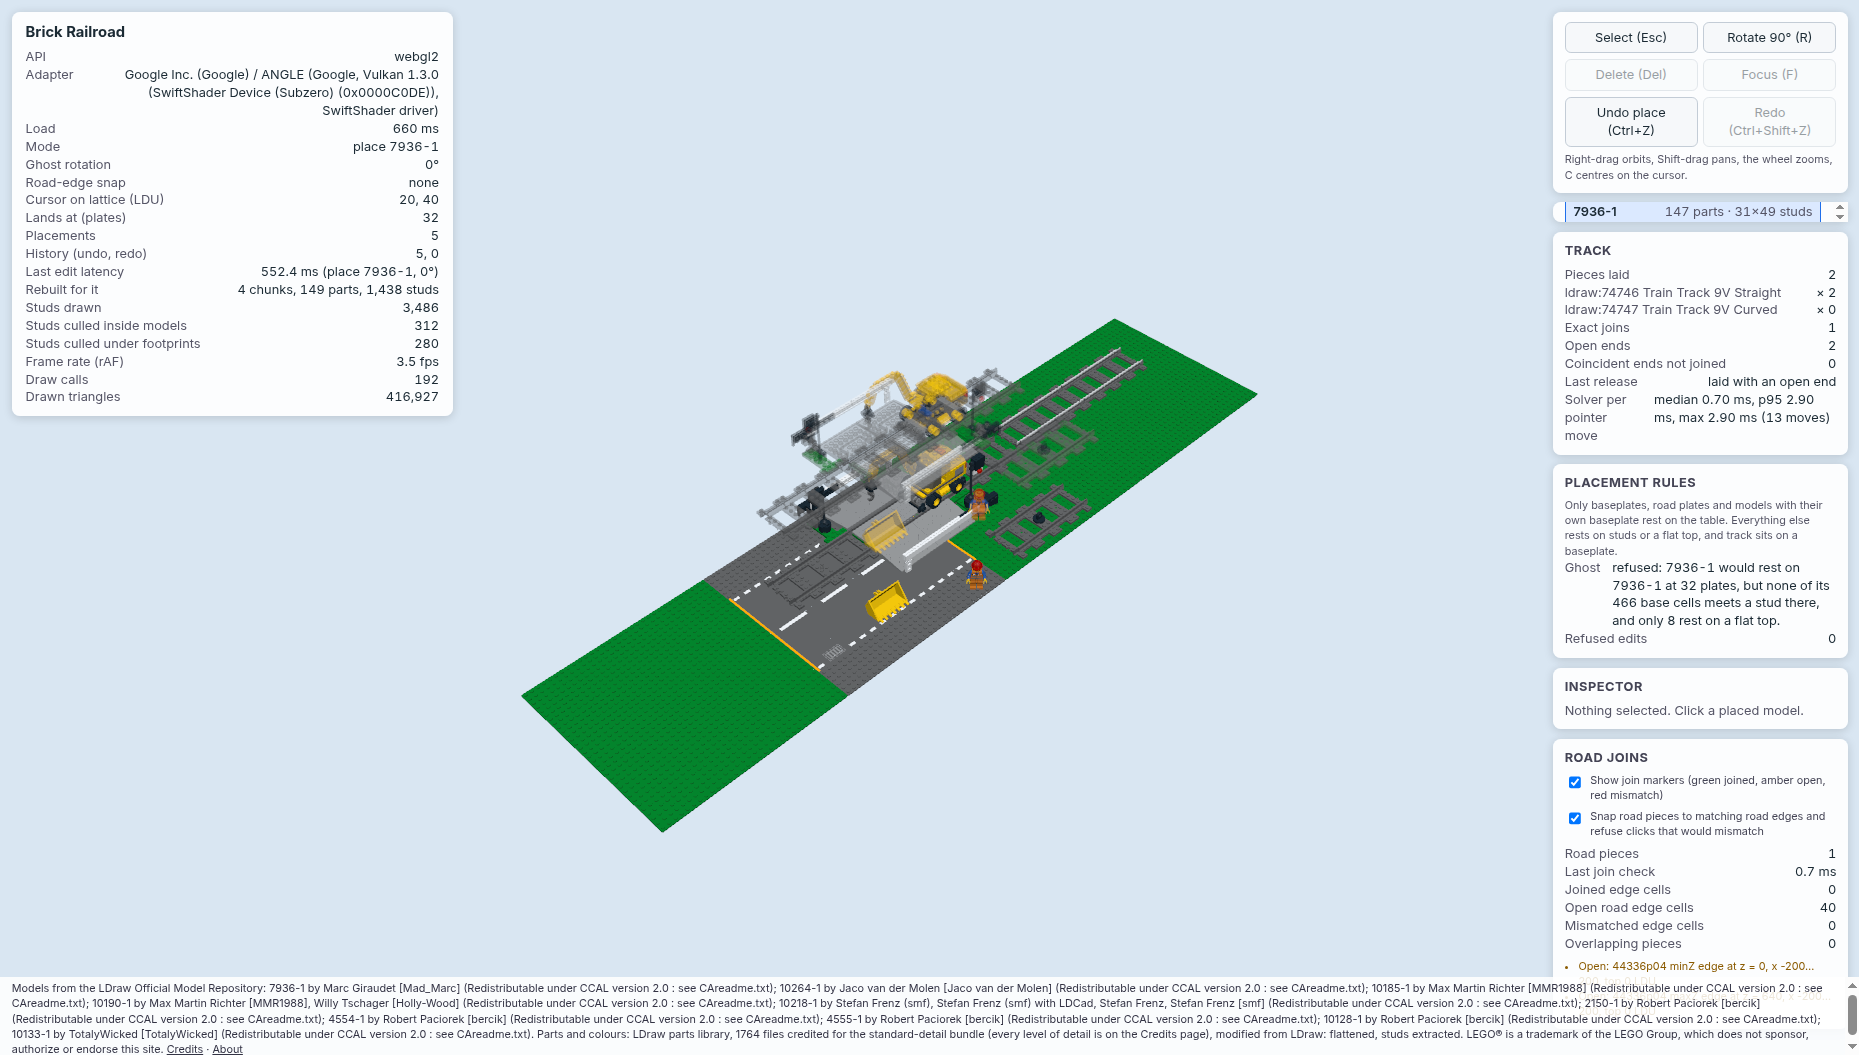 Brick Railroad
API webgl2
Adapter Google Inc. (Google) / ANGLE (Google, Vulkan 1.3.0
(SwiftShader Device (Subzero) (0x0000C0DE)),
SwiftShader driver)
Load 660 ms
Mode place 7936-1
Ghost rotation 0°
Road-edge snap none
Cursor on lattice (LDU) 20, 40
Lands at (plates) 32
Placements 5
History (undo, redo) 5, 0
Last edit latency 552.4 ms (place 7936-1, 0°)
Rebuilt for it 4 chunks, 149 parts, 1,438 studs
Studs drawn 3,486
Studs culled inside models 312
Studs culled under footprints 280
Frame rate (rAF) 3.5 fps
Draw calls 192
Drawn triangles 416,927
Select (Esc) Rotate 90° (R)
Delete (Del) Focus (F)
Undo place
(Ctrl+Z)
Redo
(Ctrl+Shift+Z)
Right-drag orbits, Shift-drag pans, the wheel zooms,
C centres on the cursor.
7936-1 147 parts · 31×49 studs
TRACK
Pieces laid 2
ldraw:74746 Train Track 9V Straight × 2
ldraw:74747 Train Track 9V Curved × 0
Exact joins 1
Open ends 2
Coincident ends not joined 0
Last release laid with an open end
Solver per pointer move median 0.70 ms, p95 2.90
ms, max 2.90 ms (13 moves)
PLACEMENT RULES
Only baseplates, road plates and models with their
own baseplate rest on the table. Everything else
rests on studs or a flat top, and track sits on a
baseplate.
Ghost refused: 7936-1 would rest on
7936-1 at 32 plates, but none of its
466 base cells meets a stud there,
and only 8 rest on a flat top.
Refused edits 0
INSPECTOR
Nothing selected. Click a placed model.
ROAD JOINS
Show join markers (green joined, amber open,
red mismatch)
Snap road pieces to matching road edges and
refuse clicks that would mismatch
Road pieces 1
Last join check 0.7 ms
Joined edge cells 0
Open road edge cells 40
Mismatched edge cells 0
Overlapping pieces 0
Open: 44336p04 minZ edge at z = 0, x -200...
Models from the LDraw Official Model Repository: 7936-1 by Marc Giraudet [Mad_Marc] (Redistributable under CCAL version 2.0 : see CAreadme.txt); 10264-1 by Jaco van der Molen [Jaco van der Molen] (Redistributable under CCAL version 2.0 : see CAreadme.txt); 10185-1 by Max Martin Richter [MMR1988] (Redistributable under CCAL version 2.0 : see
CAreadme.txt); 10190-1 by Max Martin Richter [MMR1988], Willy Tschager [Holly-Wood] (Redistributable under CCAL version 2.0 : see CAreadme.txt); 10218-1 by Stefan Frenz (smf), Stefan Frenz (smf) with LDCad, Stefan Frenz, Stefan Frenz [smf] (Redistributable under CCAL version 2.0 : see CAreadme.txt); 2150-1 by Robert Paciorek [bercik]
(Redistributable under CCAL version 2.0 : see CAreadme.txt); 4554-1 by Robert Paciorek [bercik] (Redistributable under CCAL version 2.0 : see CAreadme.txt); 4555-1 by Robert Paciorek [bercik] (Redistributable under CCAL version 2.0 : see CAreadme.txt); 10128-1 by Robert Paciorek [bercik] (Redistributable under CCAL version 2.0 : see CAreadme.txt);
10133-1 by TotalyWicked [TotalyWicked] (Redistributable under CCAL version 2.0 : see CAreadme.txt). Parts and colours: LDraw parts library, 1764 files credited for the standard-detail bundle (every level of detail is on the Credits page), modified from LDraw: flattened, studs extracted. LEGO® is a trademark of the LEGO Group, which does not sponsor,
authorize or endorse this site. Credits · About